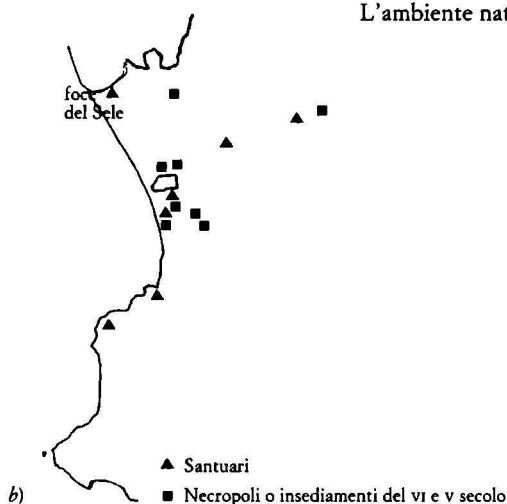 L'ambiente nat
foce
del Sele
Santuari
b) Necropoli o insediamenti del VI e V secolo